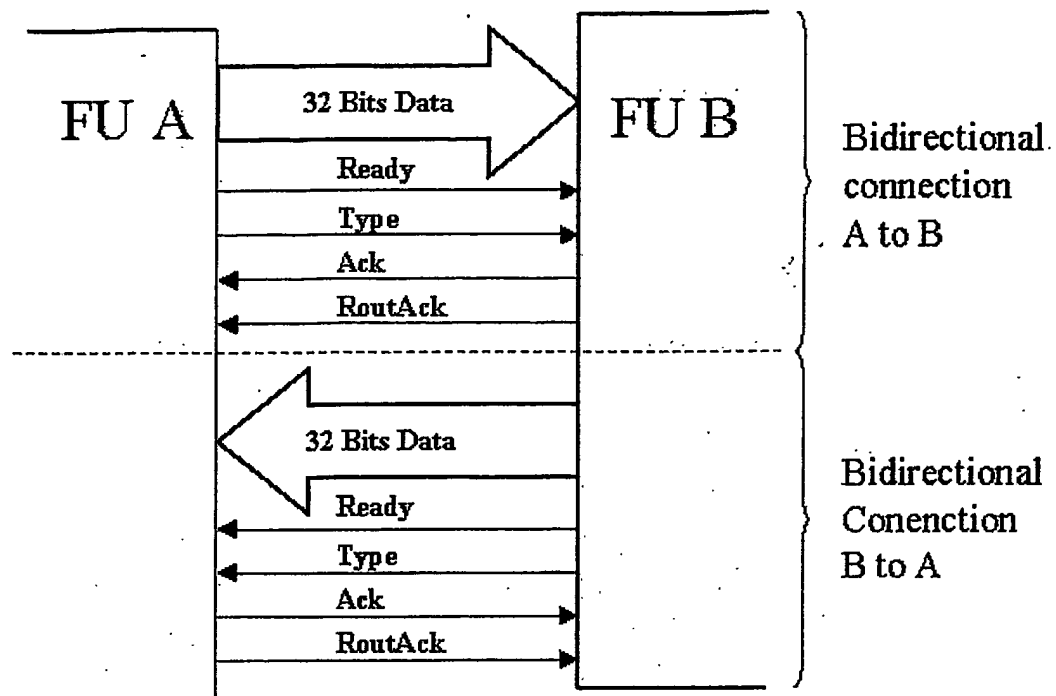 FU A
32 Bits Data
FU B
Ready
Type
Ack
RoutAck
Bidirectional
connection
A to B
32 Bits Data
Ready
Type
Ack
RoutAck
Bidirectional
Conenction
B to A